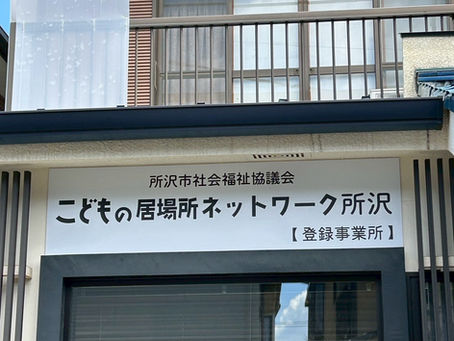 所沢市社会福祉協議会
こどもの居場所ネットワーク所沢
【登録事業所】